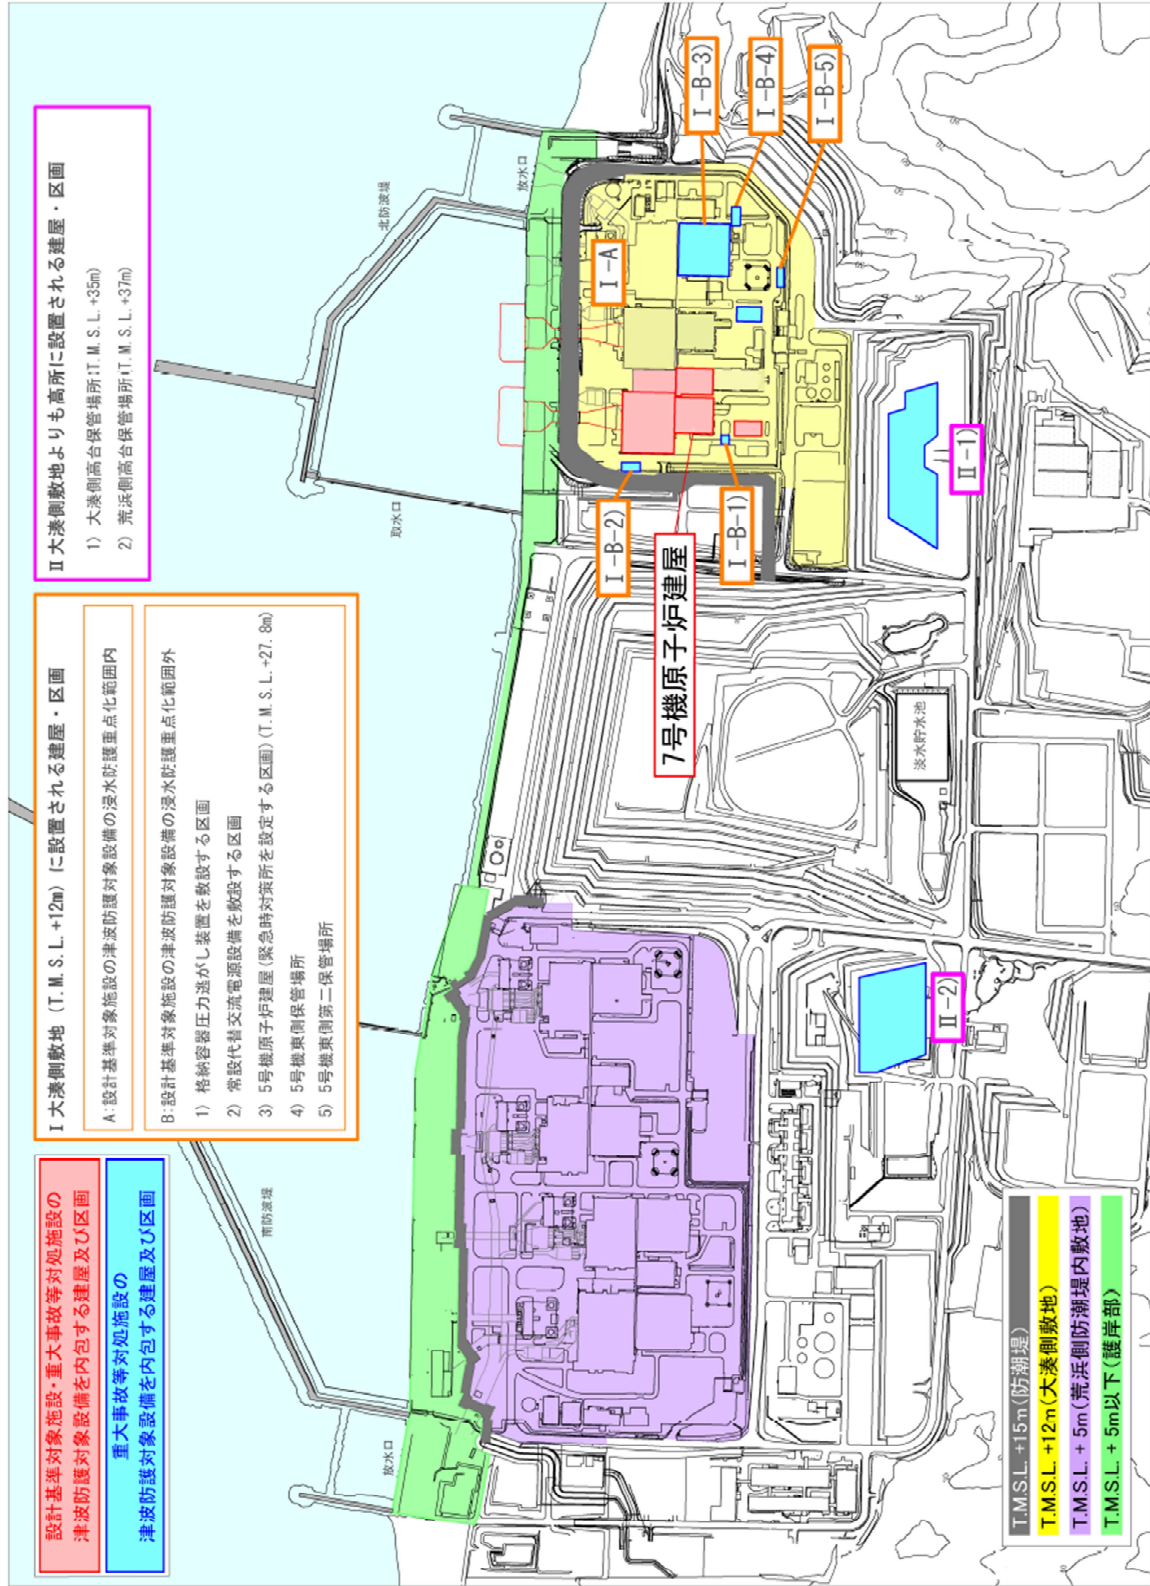 設計基準対象施設・重大事故等対処施設の
津波防護対象設備を内包する建屋及び区画
重大事故等対処施設の
津波防護対象設備を内包する建屋及び区画
Ⅰ 大湊側敷地 (T.M.S.L.+12m) に設置される建屋・区画
A:設計基準対象施設の津波防護対象設備の浸水防護重点化範囲内
B:設計基準対象施設の津波防護対象設備の浸水防護重点化範囲外
1) 格納容器圧力逃がし装置を敷設する区画
2) 常設代替交流電源設備を敷設する区画
3) 5号機原子炉建屋(緊急時対策所を設定する区画)(T.M.S.L.+27.8m)
4) 5号機東側保管場所
5) 5号機東側第二保管場所
Ⅱ 大湊側敷地よりも高所に設置される建屋・区画
1) 大湊側高台保管場所:T.M.S.L.+35m)
2) 荒浜側高台保管場所(T.M.S.L.+37m)
南防波堤
放水口
取水口
北防波堤
放水口
Ⅰ-A
Ⅰ-B-3)
Ⅰ-B-4)
Ⅰ-B-5)
Ⅰ-B-2)
Ⅰ-B-1)
7号機原子炉建屋
淡水貯水池
Ⅱ-1)
Ⅱ-2)
T.M.S.L. +15m(防潮堤)
T.M.S.L. +12m(大湊側敷地)
T.M.S.L. + 5m(荒浜側防潮堤内敷地)
T.M.S.L. + 5m以下(護岸部)